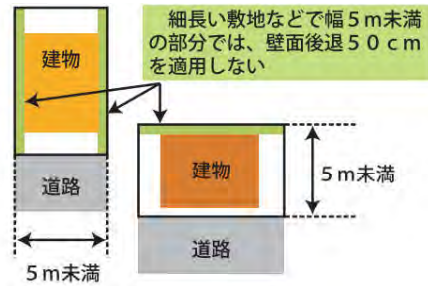 細長い敷地などで幅5m未満
の部分では、壁面後退50cm
を適用しない
建物
道路
5m未満
建物
5m未満
道路